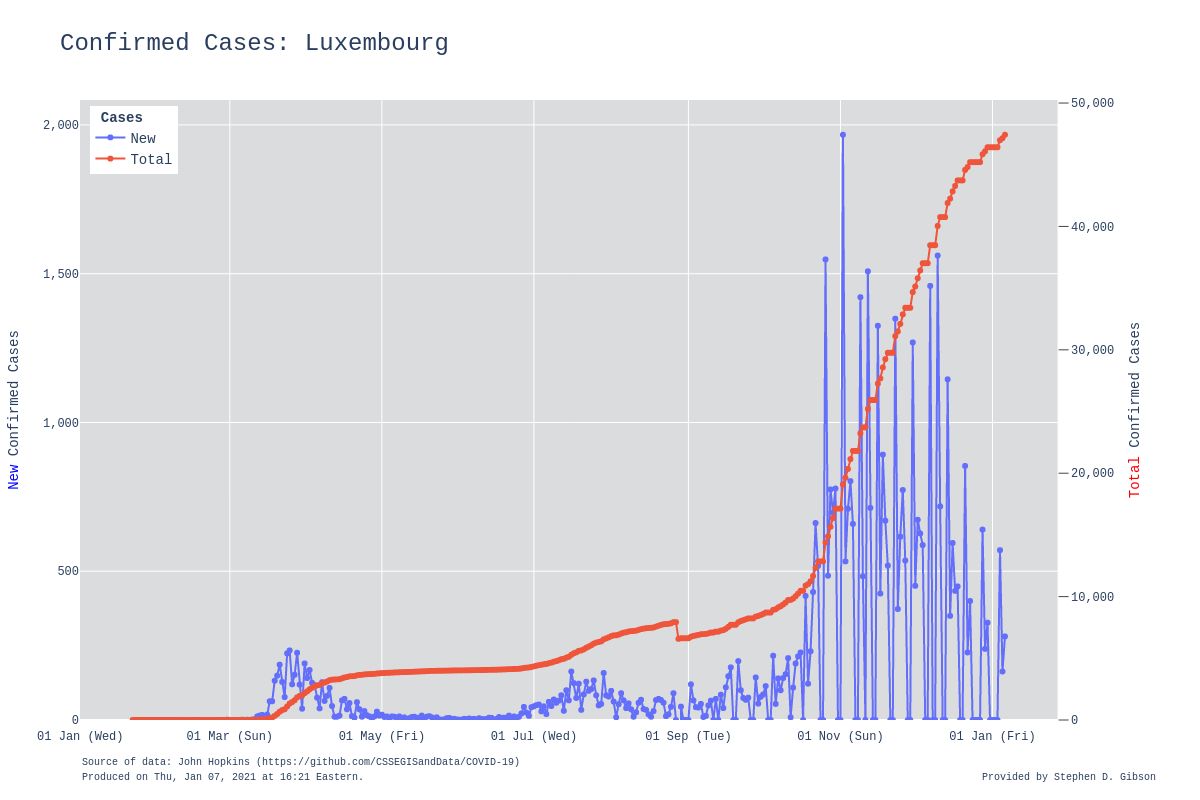 Confirmed Cases: Luxembourg
Cases
New
Total
2,000
1,500
1,000
500
0
50,000
40,000
30,000
20,000
10,000
0
New Confirmed Cases
Total Confirmed Cases
01 Jan (Wed)
01 Mar (Sun)
01 May (Fri)
01 Jul (Wed)
01 Sep (Tue)
01 Nov (Sun)
01 Jan (Fri)
Source of data: John Hopkins (https://github.com/CSSEGISandData/COVID-19)
Produced on Thu, Jan 07, 2021 at 16:21 Eastern.
Provided by Stephen D. Gibson